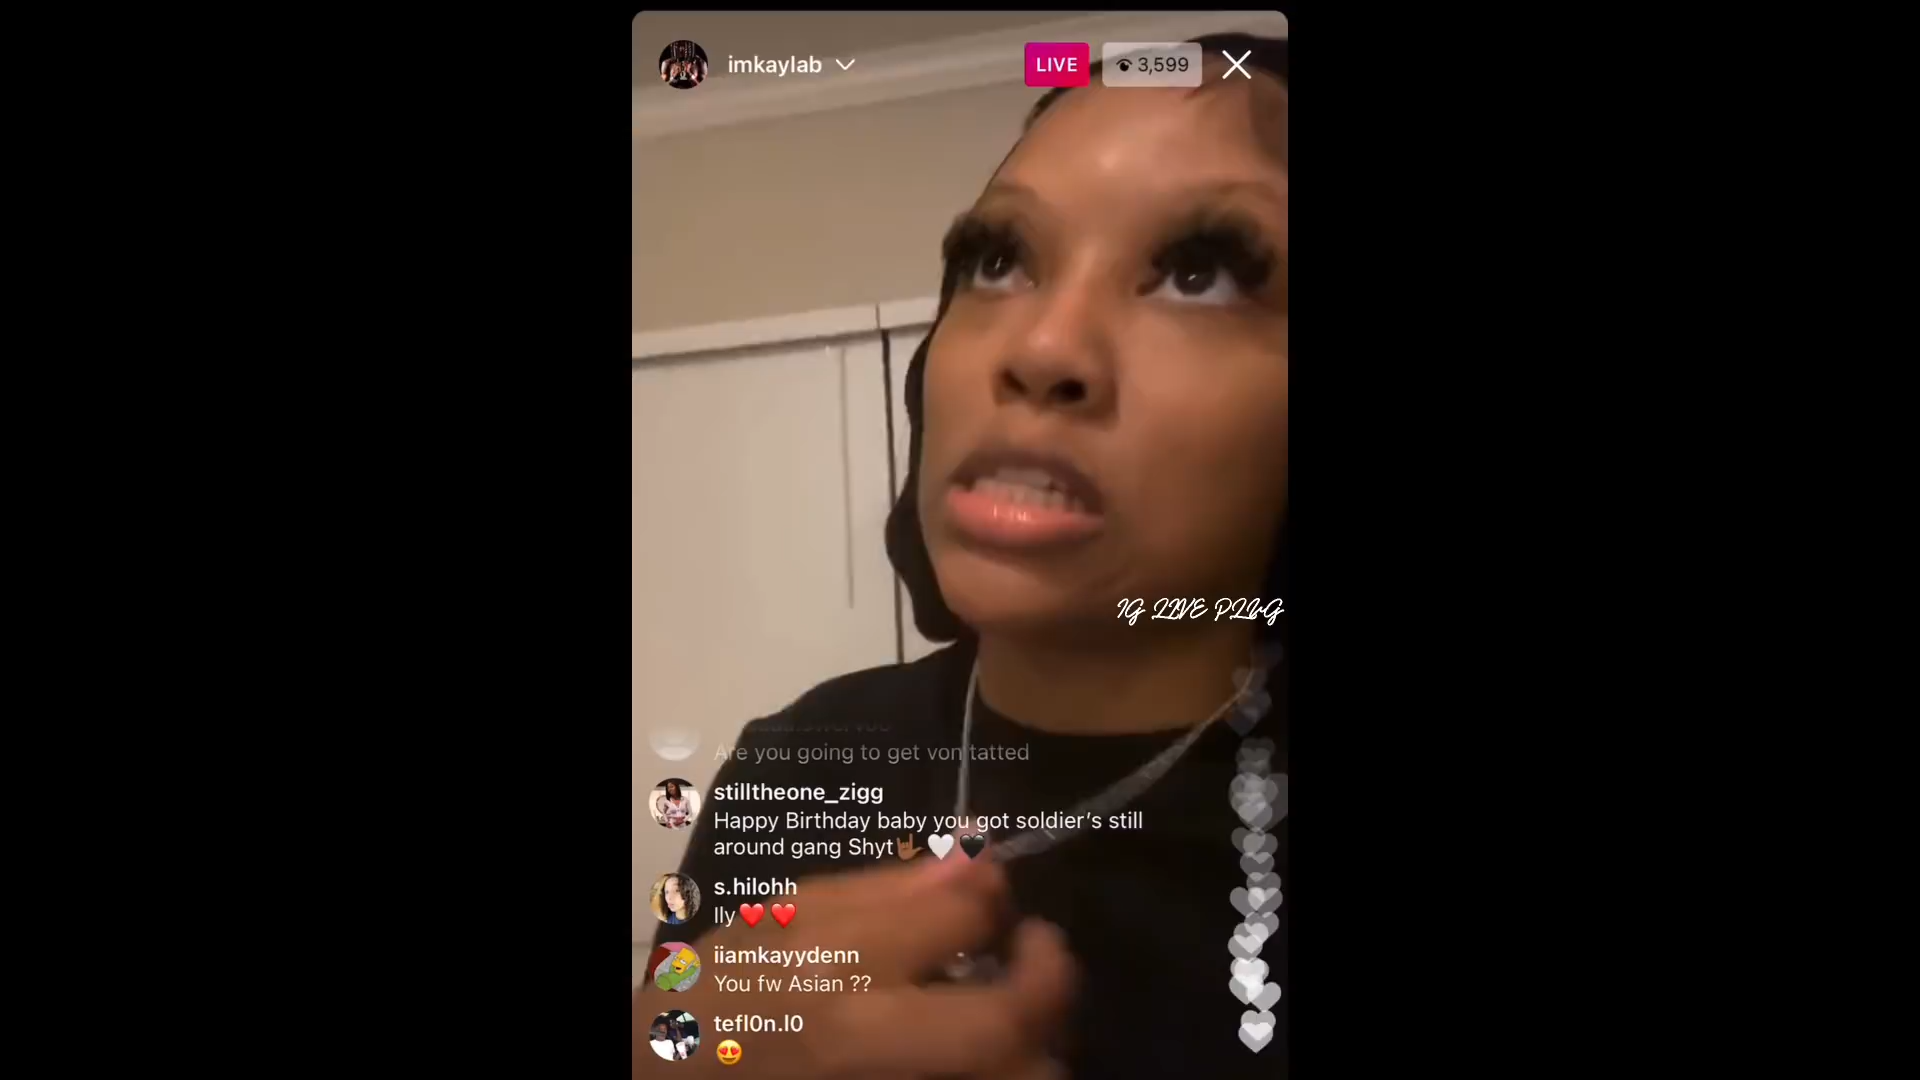 imkaylab
LIVE
3,599
IG LIVE PLUG
Are you going to get von tatted
stilltheone_zigg
Happy Birthday baby you got soldier’s still
around gang Shyt🤟🏾🤍🖤
s.hilohh
lly❤️❤️
iiamkayydenn
You fw Asian ??
tefl0n.l0
😍